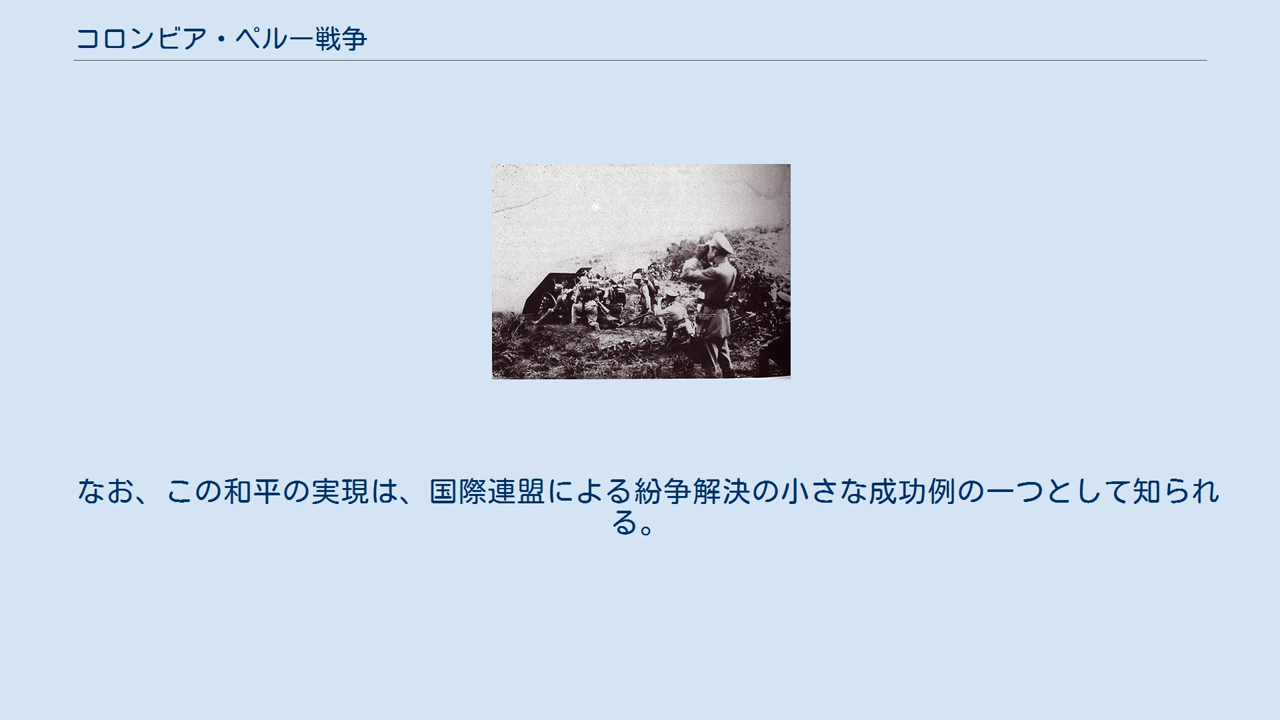 コロンビア・ペルー戦争
なお、この和平の実現は、国際連盟による紛争解決の小さな成功例の一つとして知られ
る。